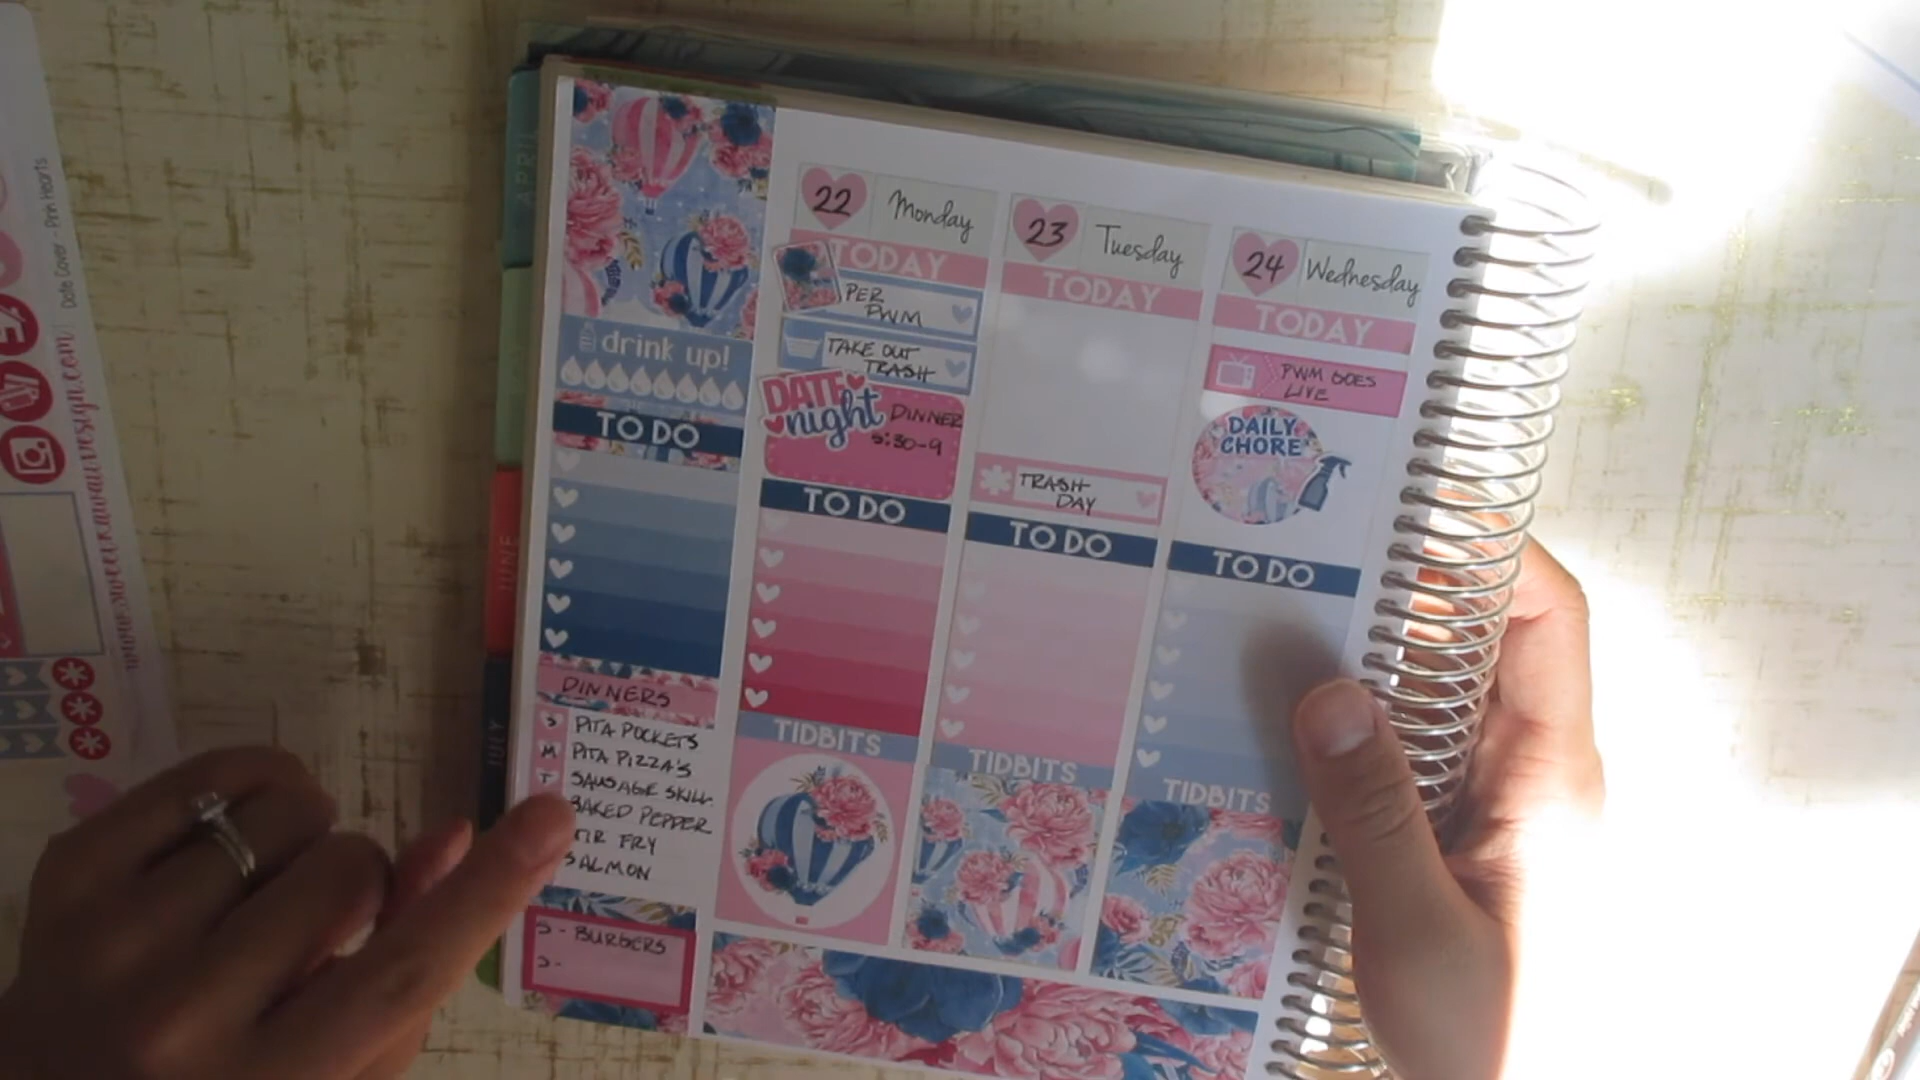 Date Cover - Pink Hearts
APRIL
JUNE
JULY
drink up!
TO DO
DINNERS
S PITA POCKETS
M PITA PIZZA'S
T SAUSAGE SKILL.
BAKED PEPPER
STIR FRY
SALMON
S - BURGERS
S -
22 Monday
TODAY
PER
PWM
TAKE OUT
TRASH
DATE
night
DINNER
5:30-9
TO DO
TIDBITS
23 Tuesday
TODAY
TRASH
DAY
TO DO
TIDBITS
24 Wednesday
TODAY
PWM GOES
LIVE
DAILY
CHORE
TO DO
TIDBITS